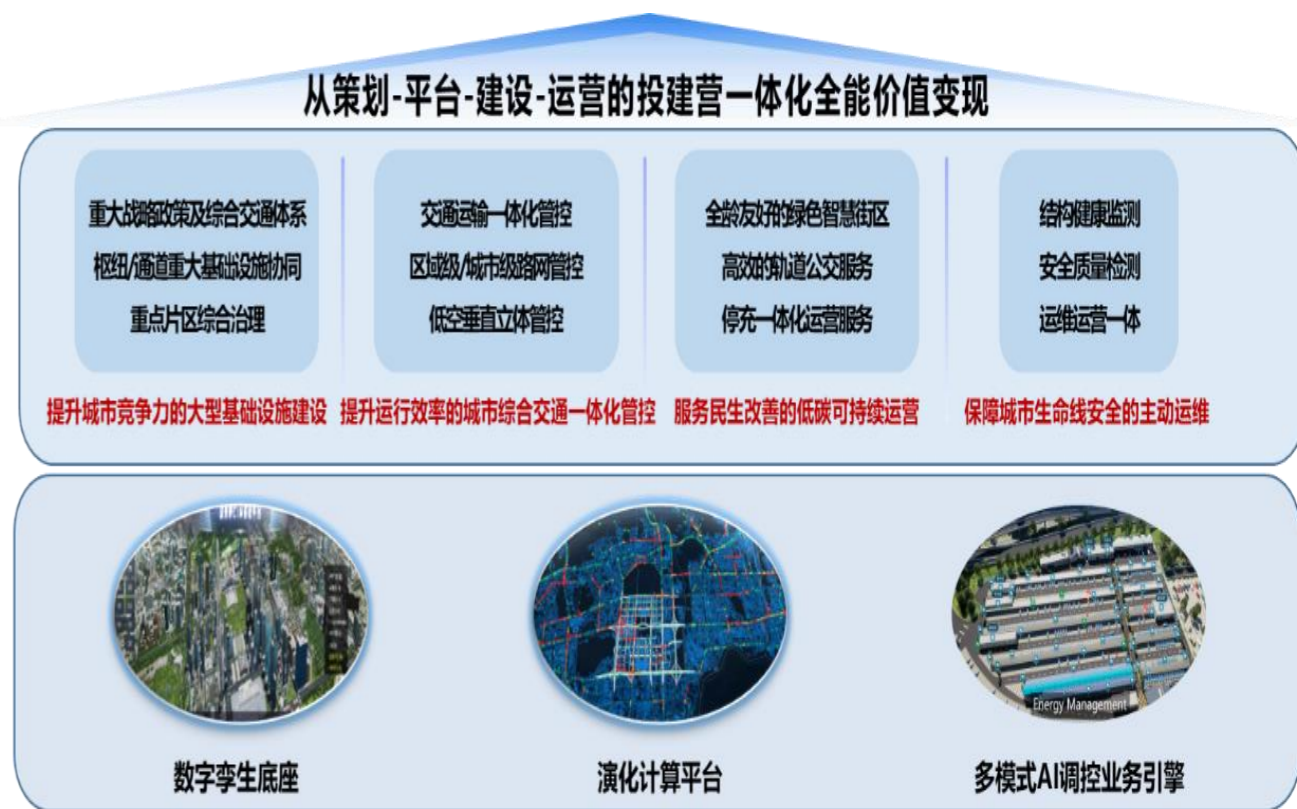 从策划-平台-建设-运营的投建营一体化全能价值变现
重大战略政策及综合交通体系
枢纽/通道重大基础设施协同
重点片区综合治理
提升城市竞争力的大型基础设施建设
交通运输一体化管控
区域级/城市级路网管控
低空垂直立体管控
提升运行效率的城市综合交通一体化管控
全龄友好的绿色智慧街区
高效的轨道公交服务
停充一体化运营服务
服务民生改善的低碳可持续运营
结构健康监测
安全质量检测
运维运营一体
保障城市生命线安全的主动运维
数字孪生底座
演化计算平台
Energy Management
多模式AI调控业务引擎